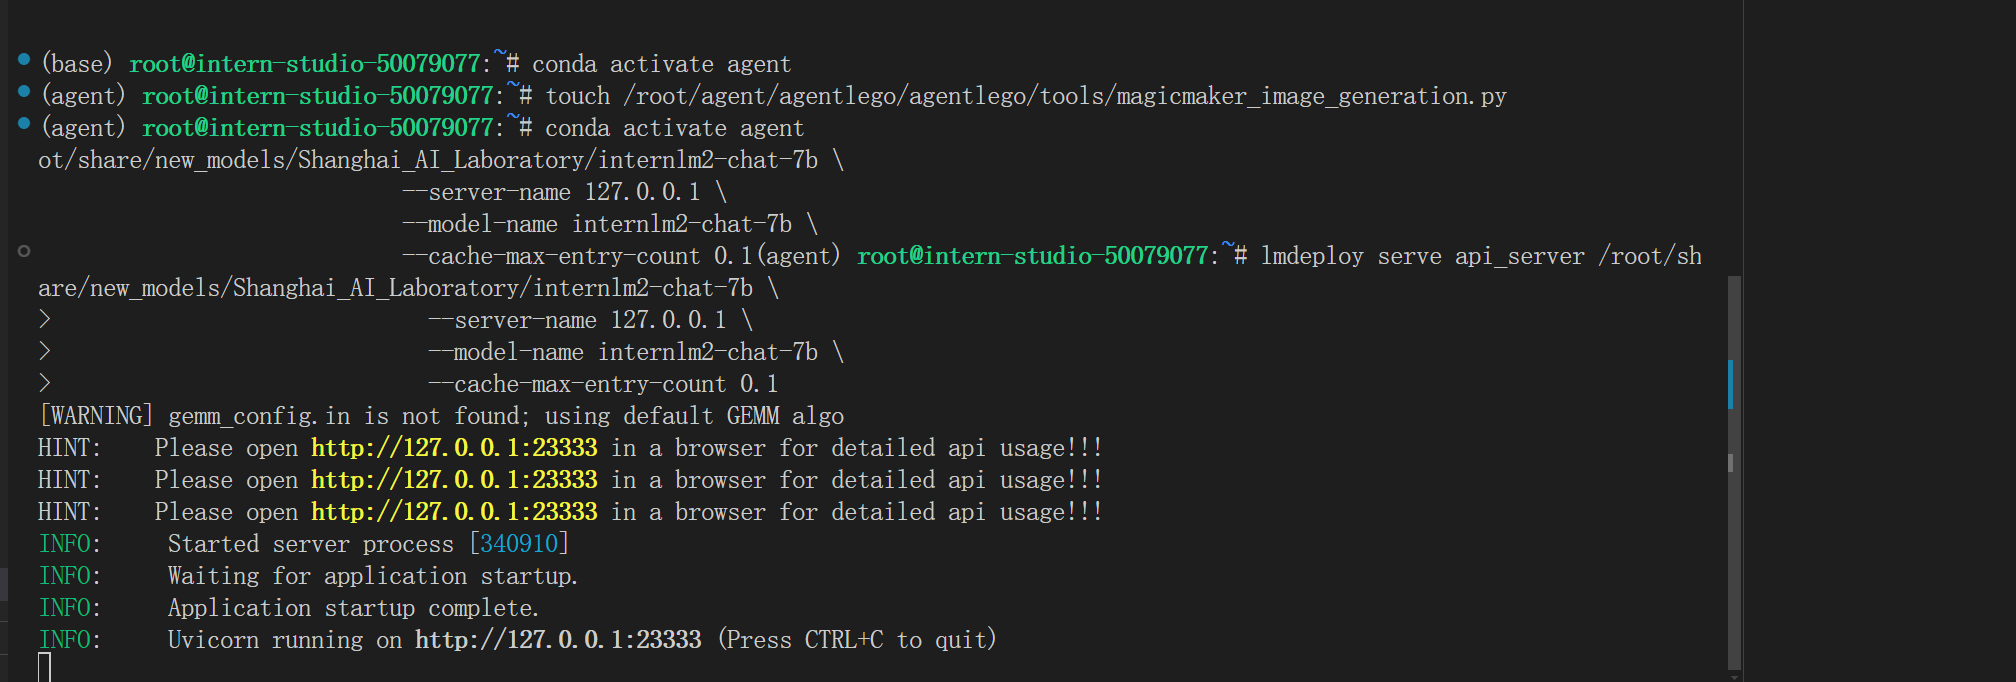 (base) root@intern-studio-50079077:~# conda activate agent
(agent) root@intern-studio-50079077:~# touch /root/agent/agentlego/agentlego/tools/magicmaker_image_generation.py
(agent) root@intern-studio-50079077:~# conda activate agent
ot/share/new_models/Shanghai_AI_Laboratory/internlm2-chat-7b \
--server-name 127.0.0.1 \
--model-name internlm2-chat-7b \
--cache-max-entry-count 0.1(agent) root@intern-studio-50079077:~# lmdeploy serve api_server /root/sh
are/new_models/Shanghai_AI_Laboratory/internlm2-chat-7b \
> --server-name 127.0.0.1 \
> --model-name internlm2-chat-7b \
> --cache-max-entry-count 0.1
[WARNING] gemm_config.in is not found; using default GEMM algo
HINT: Please open http://127.0.0.1:23333 in a browser for detailed api usage!!!
HINT: Please open http://127.0.0.1:23333 in a browser for detailed api usage!!!
HINT: Please open http://127.0.0.1:23333 in a browser for detailed api usage!!!
INFO: Started server process [340910]
INFO: Waiting for application startup.
INFO: Application startup complete.
INFO: Uvicorn running on http://127.0.0.1:23333 (Press CTRL+C to quit)